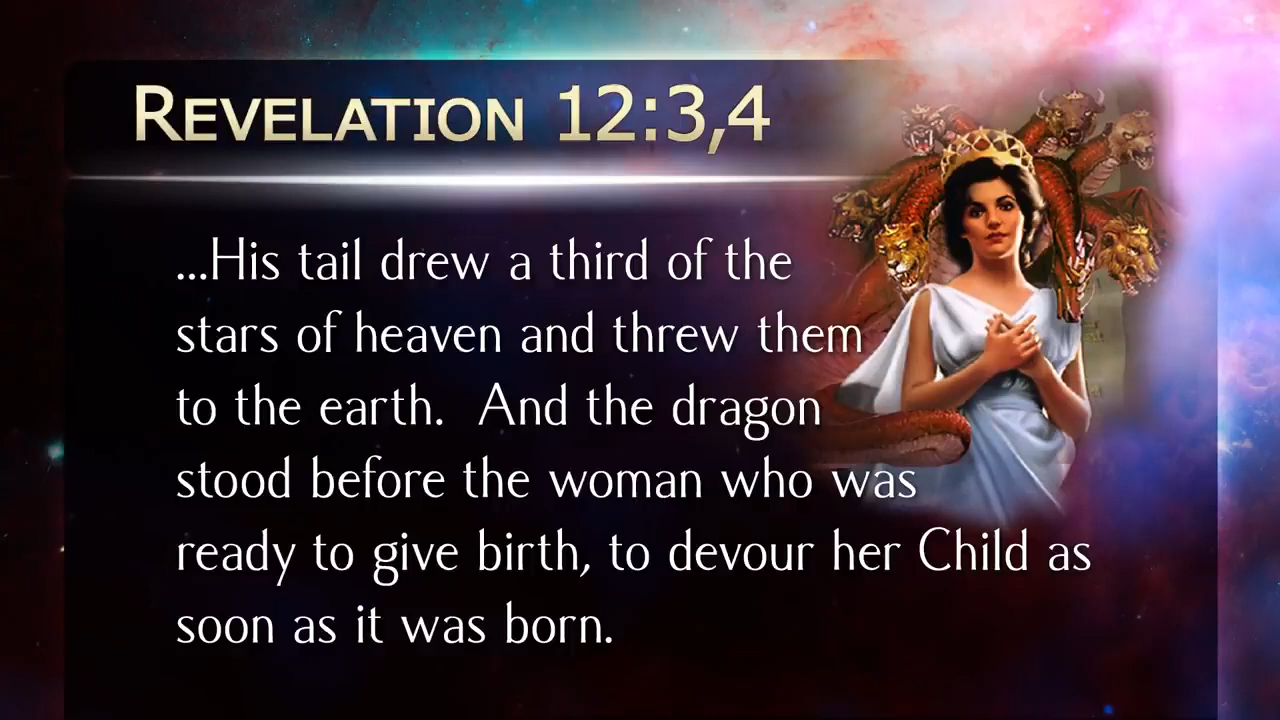 REVELATION 12:3,4
...His tail drew a third of the
stars of heaven and threw them
to the earth.  And the dragon
stood before the woman who was
ready to give birth, to devour her Child as
soon as it was born.